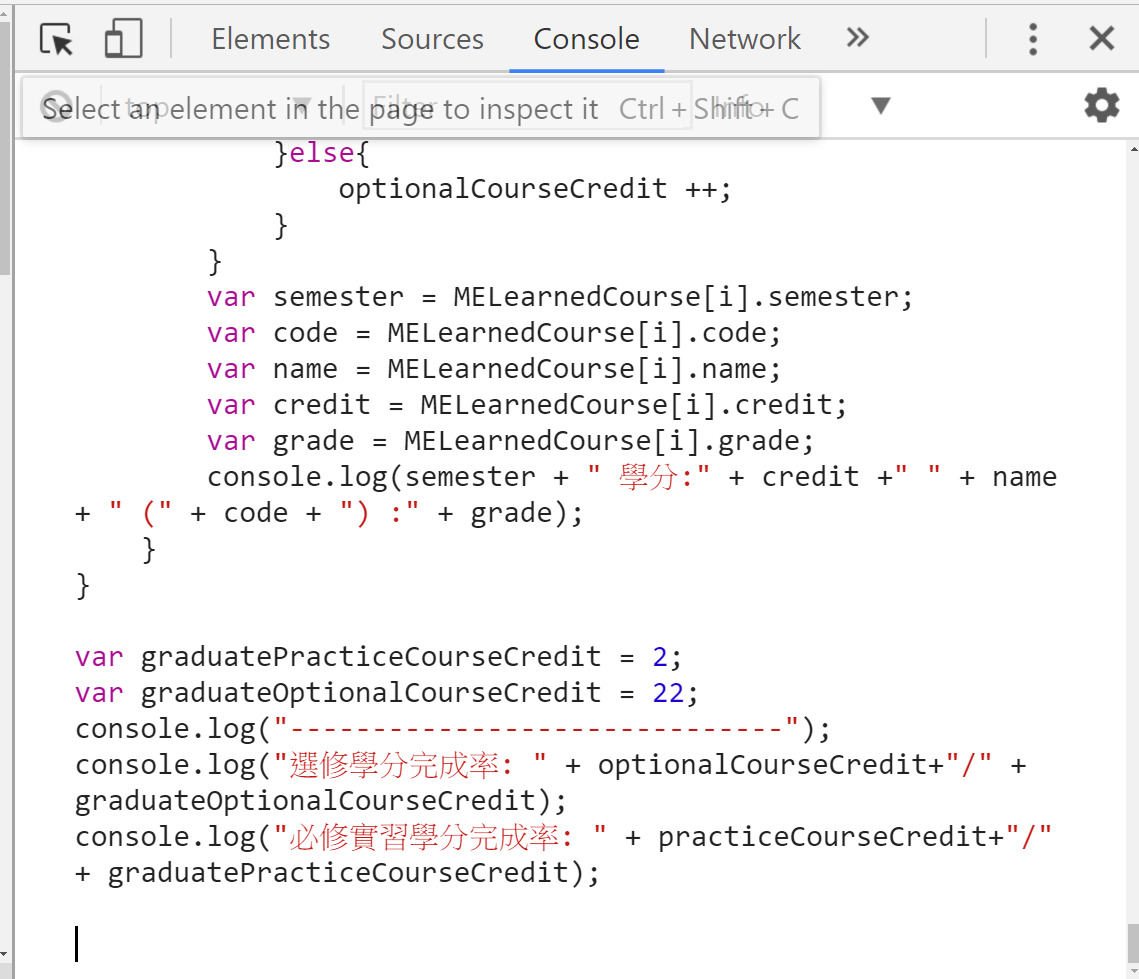 Elements Sources Console Network »
Select an element in the page to inspect it Ctrl + Shift + C
top Filter Info
}else{
optionalCourseCredit ++;
}
}
var semester = MELearnedCourse[i].semester;
var code = MELearnedCourse[i].code;
var name = MELearnedCourse[i].name;
var credit = MELearnedCourse[i].credit;
var grade = MELearnedCourse[i].grade;
console.log(semester + " 學分:" + credit +" " + name
+ " (" + code + ") :" + grade);
}
}
var graduatePracticeCourseCredit = 2;
var graduateOptionalCourseCredit = 22;
console.log("------------------------------");
console.log("選修學分完成率: " + optionalCourseCredit+"/" +
graduateOptionalCourseCredit);
console.log("必修實習學分完成率: " + practiceCourseCredit+"/"
+ graduatePracticeCourseCredit);